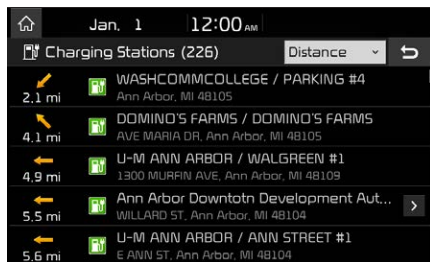 Jan. 1 12:00 AM
Charging Stations (226) Distance
WASHCOMMCOLLEGE / PARKING #4
2.1 mi Ann Arbor, MI 48105
DOMINO'S FARMS / DOMINO'S FARMS
4.1 mi AVE MARIA DR, Ann Arbor, MI 48105
U-M ANN ARBOR / WALGREEN #1
4.9 mi 1300 MURFIN AVE, Ann Arbor, MI 48109
Ann Arbor Downtotn Development Aut...
5.5 mi WILLARD ST, Ann Arbor, MI 48104
U-M ANN ARBOR / ANN STREET #1
5.6 mi E ANN ST, Ann Arbor, MI 48104